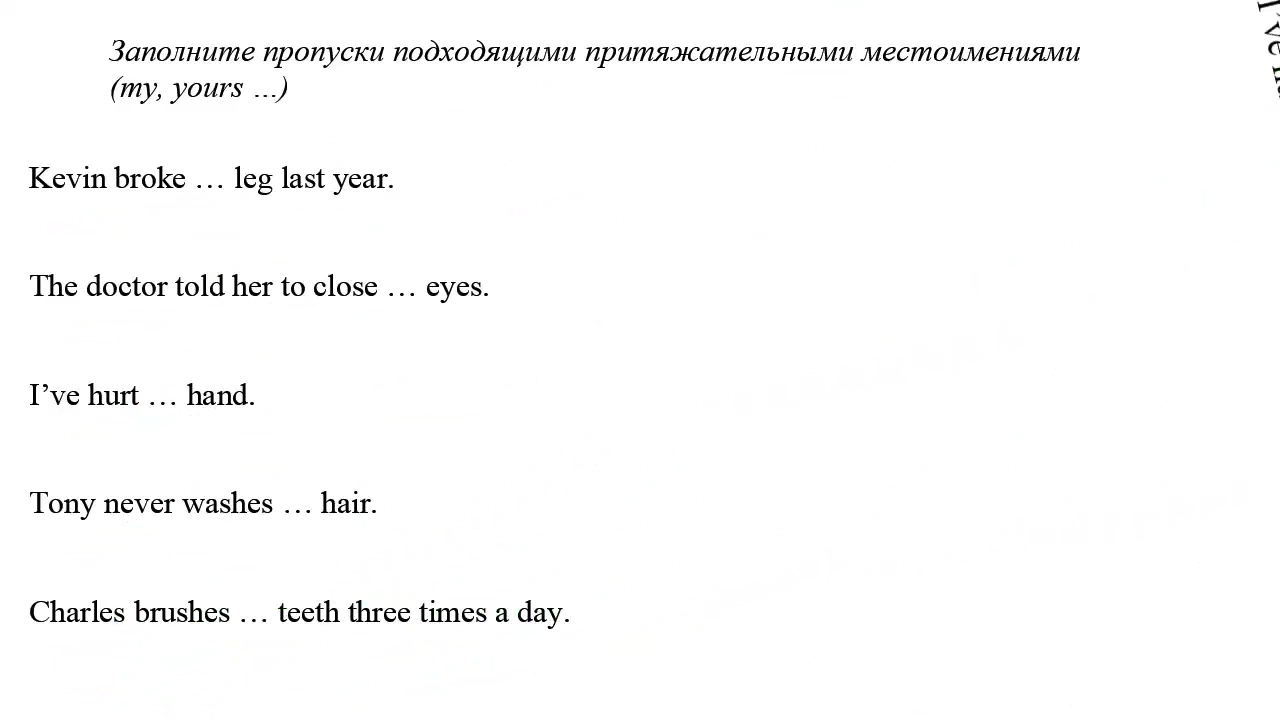 Заполните пропуски подходящими притяжательными местоимениями
(my, yours …)
Kevin broke … leg last year.
The doctor told her to close … eyes.
I’ve hurt … hand.
Tony never washes … hair.
Charles brushes … teeth three times a day.
I’ve